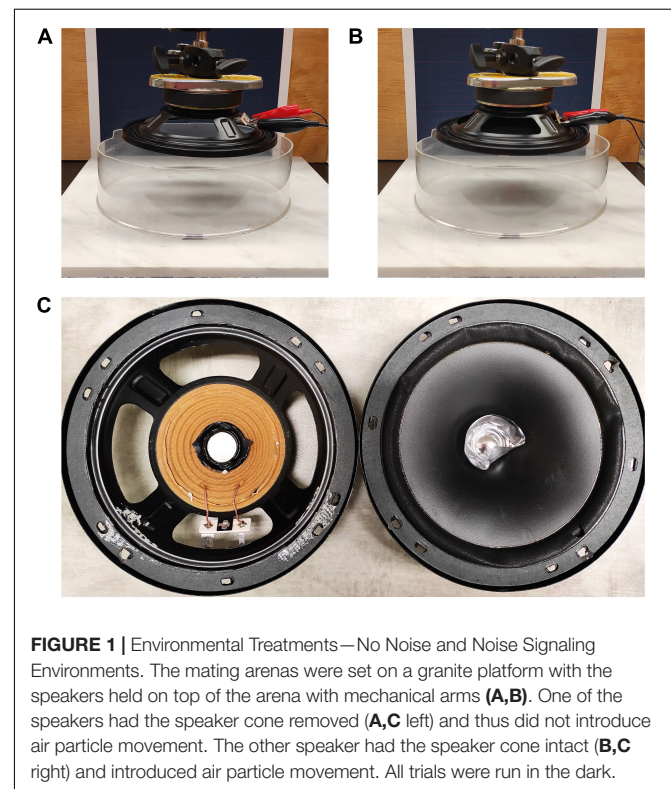 A
B
C
FIGURE 1 | Environmental Treatments—No Noise and Noise Signaling
Environments. The mating arenas were set on a granite platform with the
speakers held on top of the arena with mechanical arms (A,B). One of the
speakers had the speaker cone removed (A,C left) and thus did not introduce
air particle movement. The other speaker had the speaker cone intact (B,C
right) and introduced air particle movement. All trials were run in the dark.